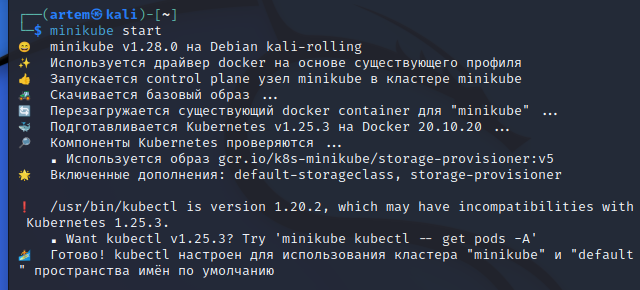 ┌──(artem㉿kali)-[~]
└─$ minikube start
😄 minikube v1.28.0 на Debian kali-rolling
✨ Используется драйвер docker на основе существующего профиля
👍 Запускается control plane узел minikube в кластере minikube
🚜 Скачивается базовый образ ...
🔄 Перезагружается существующий docker container для "minikube" ...
🐳 Подготавливается Kubernetes v1.25.3 на Docker 20.10.20 ...
🔎 Компоненты Kubernetes проверяются ...
▪ Используется образ gcr.io/k8s-minikube/storage-provisioner:v5
🌟 Включенные дополнения: default-storageclass, storage-provisioner
❗ /usr/bin/kubectl is version 1.20.2, which may have incompatibilities with
Kubernetes 1.25.3.
▪ Want kubectl v1.25.3? Try 'minikube kubectl -- get pods -A'
🏄 Готово! kubectl настроен для использования кластера "minikube" и "default
" пространства имён по умолчанию